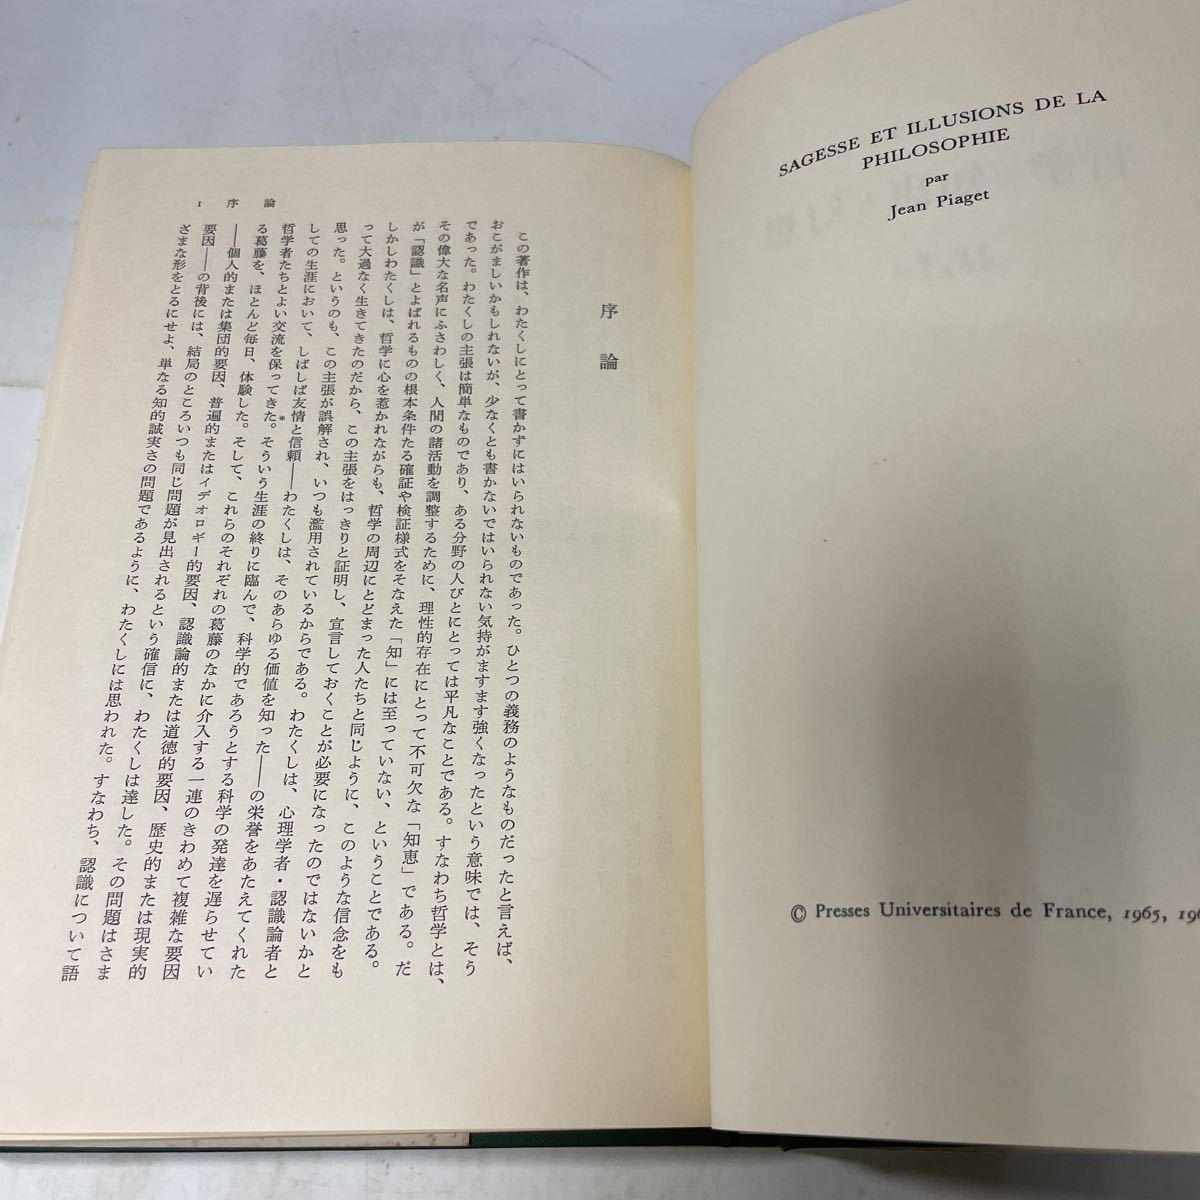 SAGESSE ET ILLUSIONS DE LA
PHILOSOPHIE
par
Jean Piaget
© Presses Universitaires de France, 1965, 196
序論
この著作は、わたくしにとって書かずにはいられないものであった。ひとつの義務のようなものだったと言えば、
おこがましいかもしれないが、少なくとも書かないではいられない気持がますます強くなったという意味では、そう
であった。わたくしの主張は簡単なものであり、ある分野の人びとにとっては平凡なことである。すなわち哲学とは、
その偉大な名声にふさわしく、人間の諸活動を調整するために、理性的存在にとって不可欠な「知恵」である。だ
が「認識」とよばれるものの根本条件たる確証や検証様式をそなえた「知」には至っていない、ということである。
しかしわたくしは、哲学に心を惹かれながらも、哲学の周辺にとどまった人たちと同じように、このような信念をも
って大過なく生きてきたのだから、この主張をはっきりと証明し、宣言しておくことが必要になったのではないかと
思った。というのも、この主張が誤解され、いつも濫用されているからである。わたくしは、心理学者・認識論者と
しての生涯において、しばしば友情と信頼——わたくしは、そのあらゆる価値を知った——の栄誉をあたえてくれた
哲学者たちとよい交流を保ってきた*。そういう生涯の終りに臨んで、科学的であろうとする科学の発達を遅らせてい
る葛藤を、ほとんど毎日、体験した。そして、これらのそれぞれの葛藤のなかに介入する一連のきわめて複雑な要因
——個人的または集団的要因、普遍的またはイデオロギー的要因、認識論的または道徳的要因、歴史的または現実的
要因——の背後には、結局のところいつも同じ問題が見出されるという確信に、わたくしは達した。その問題はさま
ざまな形をとるにせよ、単なる知的誠実さの問題であるように、わたくしには思われた。すなわち、認識について語
1 序論